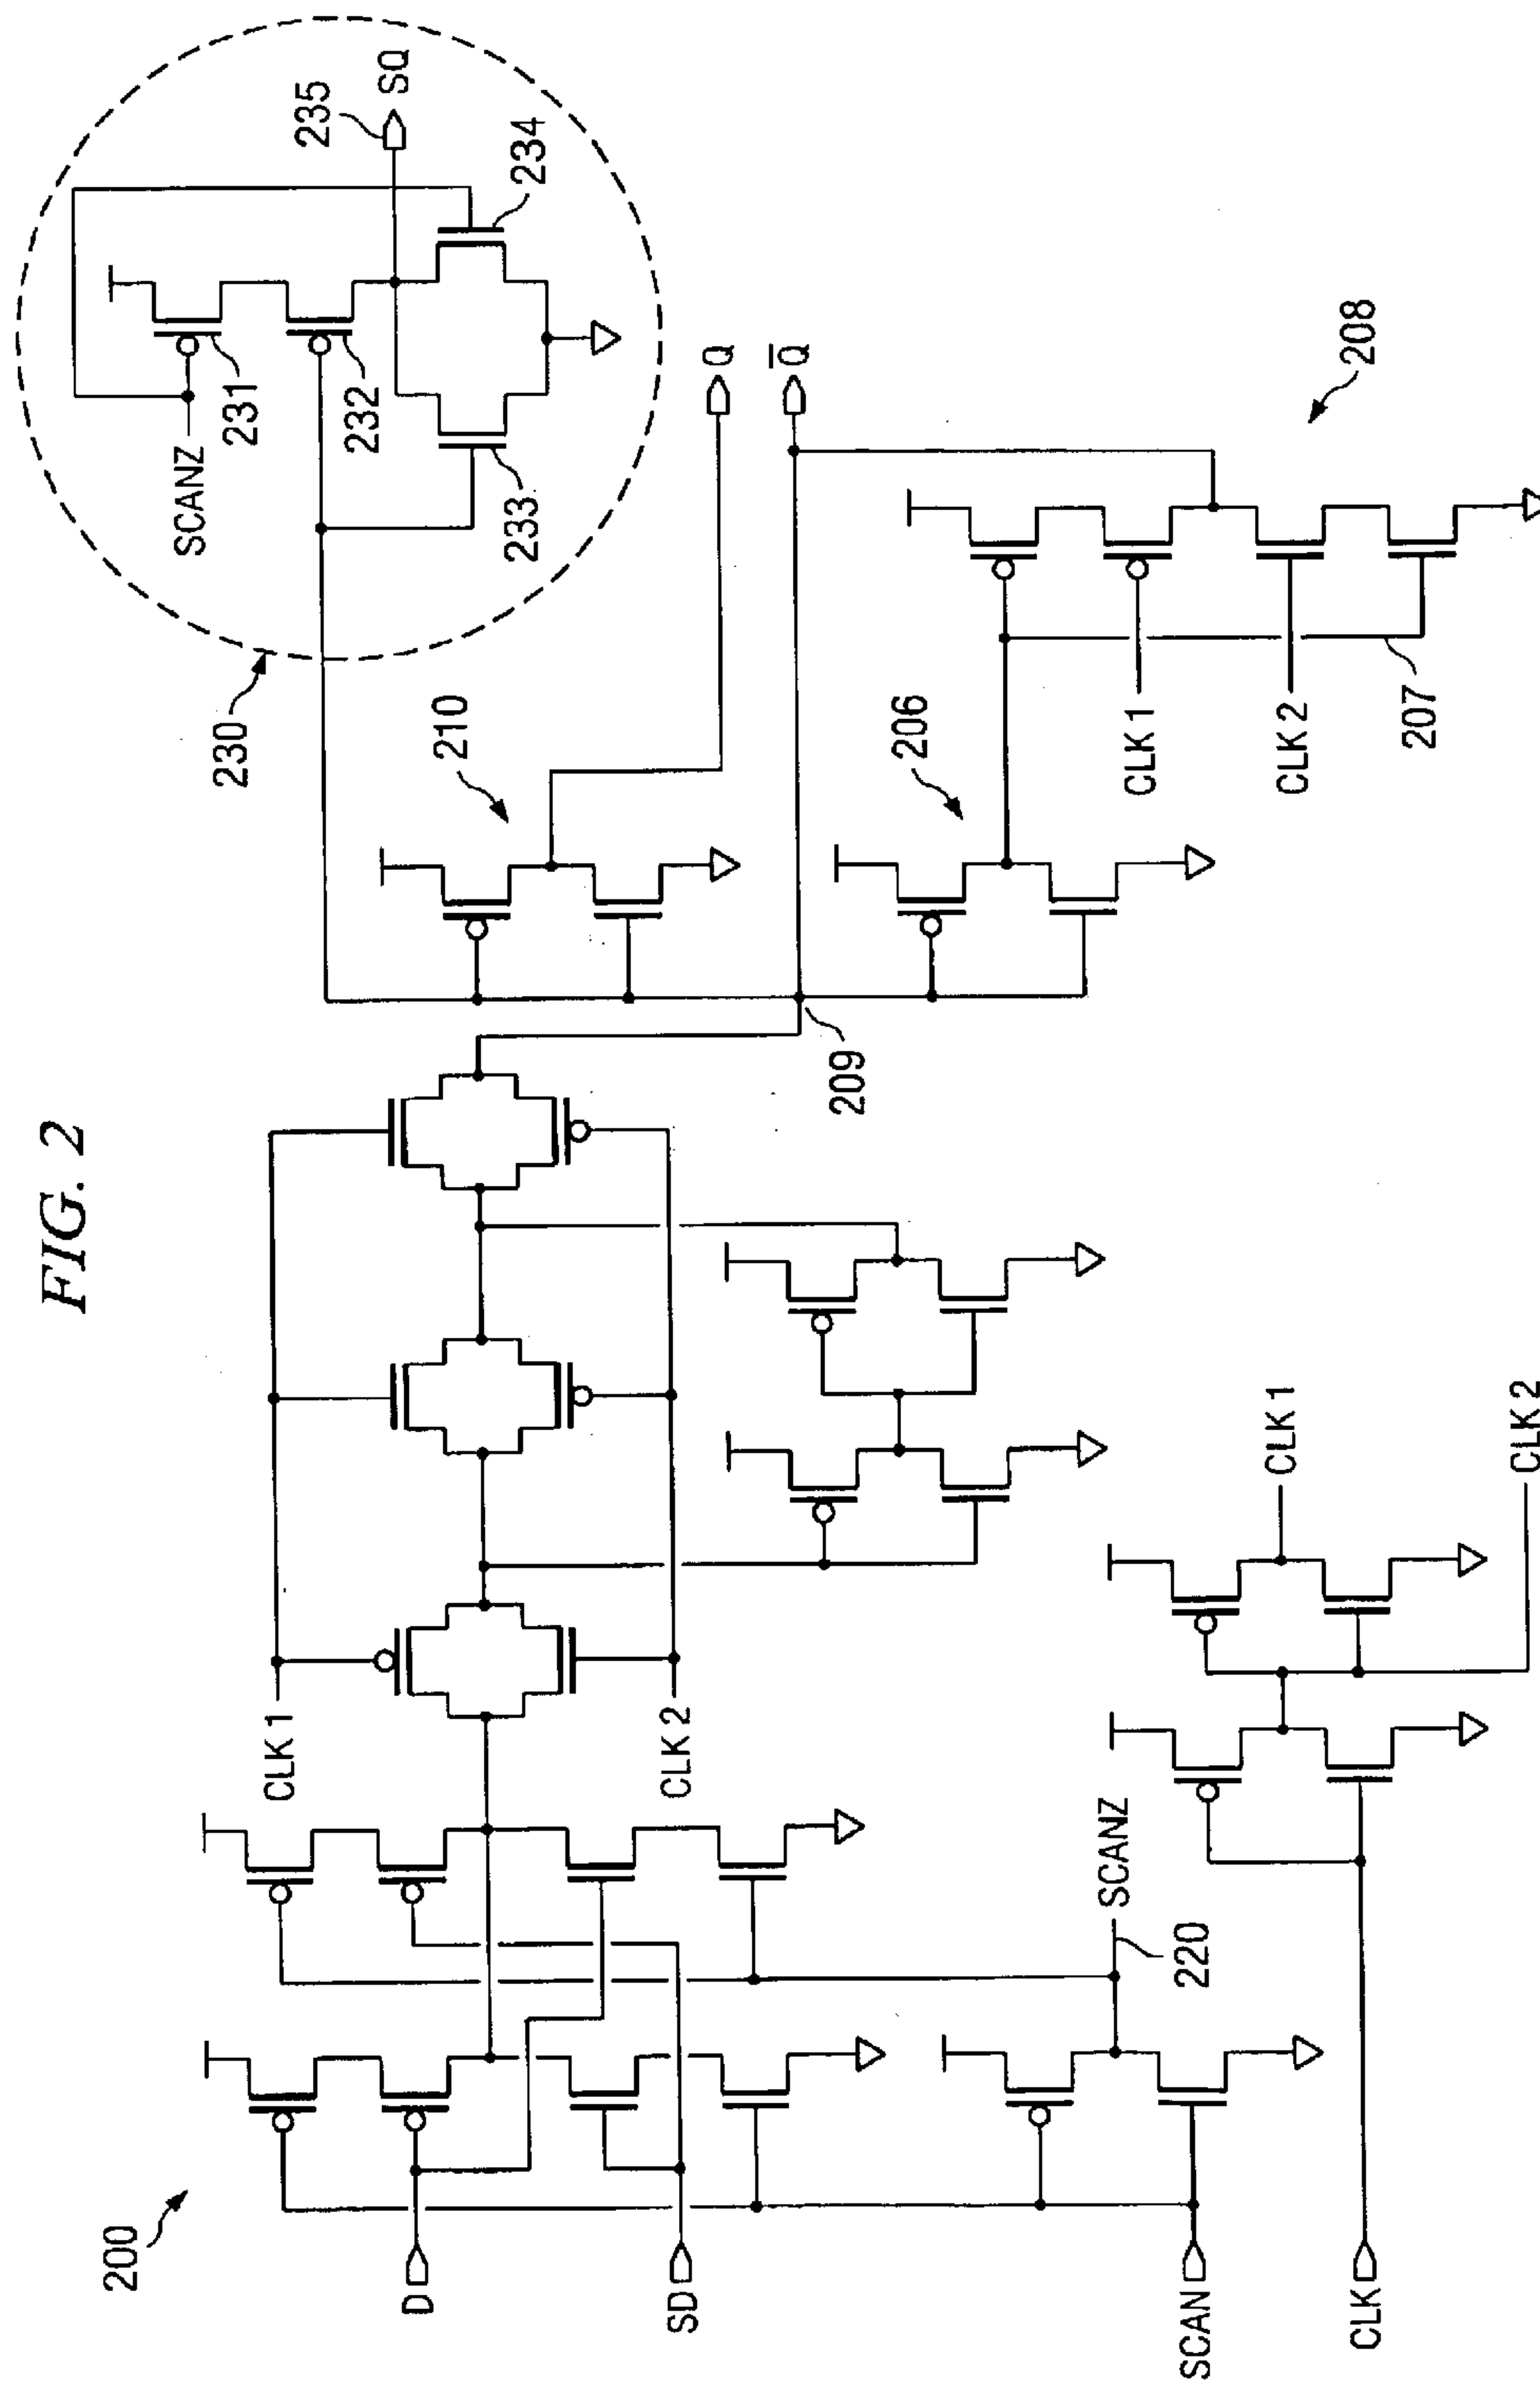 FIG. 2
200
D
SD
SCAN
CLK
CLK 1
CLK 2
SCANZ
220
CLK 1
CLK 2
209
210
206
CLK 1
CLK 2
207
208
Q
Q̅
230
SCANZ
231
232
233
234
235
SQ